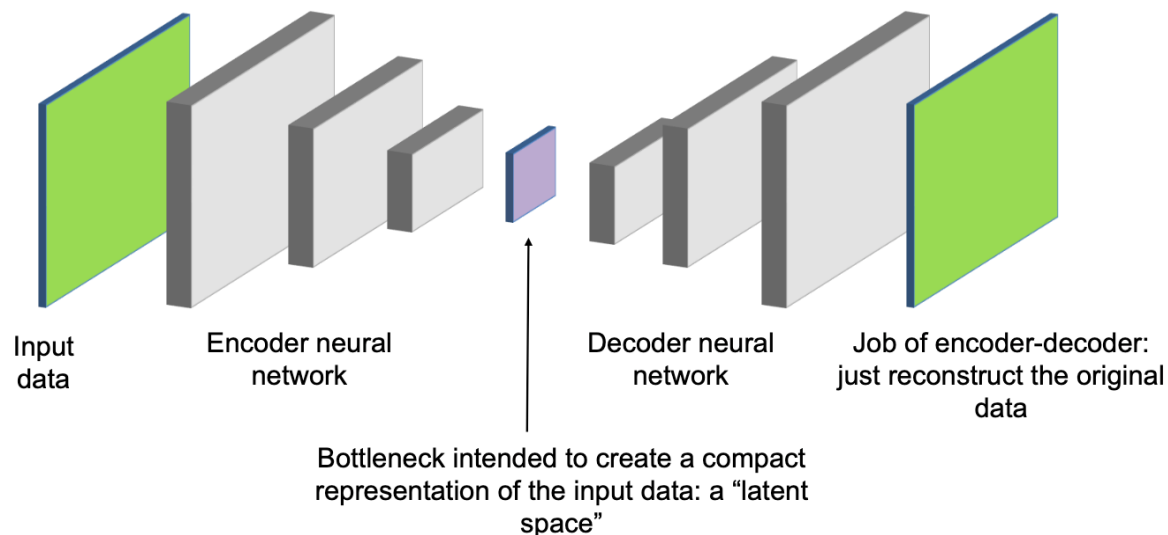 Input
data
Encoder neural
network
Decoder neural
network
Job of encoder-decoder:
just reconstruct the original
data
Bottleneck intended to create a compact
representation of the input data: a “latent
space”